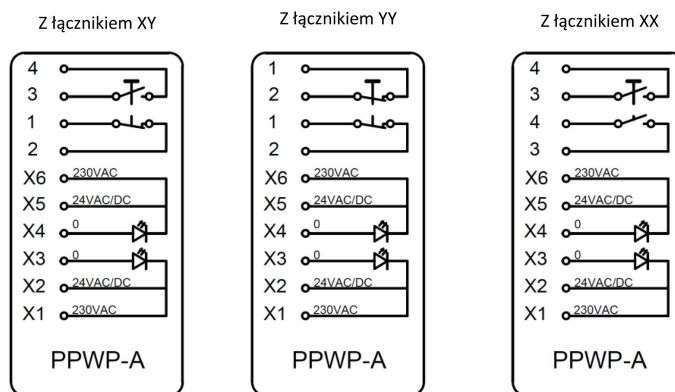 Z łącznikiem XY
4
3
1
2
X6 230VAC
X5 24VAC/DC
X4 0
X3 0
X2 24VAC/DC
X1 230VAC
PPWP-A
Z łącznikiem YY
1
2
1
2
X6 230VAC
X5 24VAC/DC
X4 0
X3 0
X2 24VAC/DC
X1 230VAC
PPWP-A
Z łącznikiem XX
4
3
4
3
X6 230VAC
X5 24VAC/DC
X4 0
X3 0
X2 24VAC/DC
X1 230VAC
PPWP-A